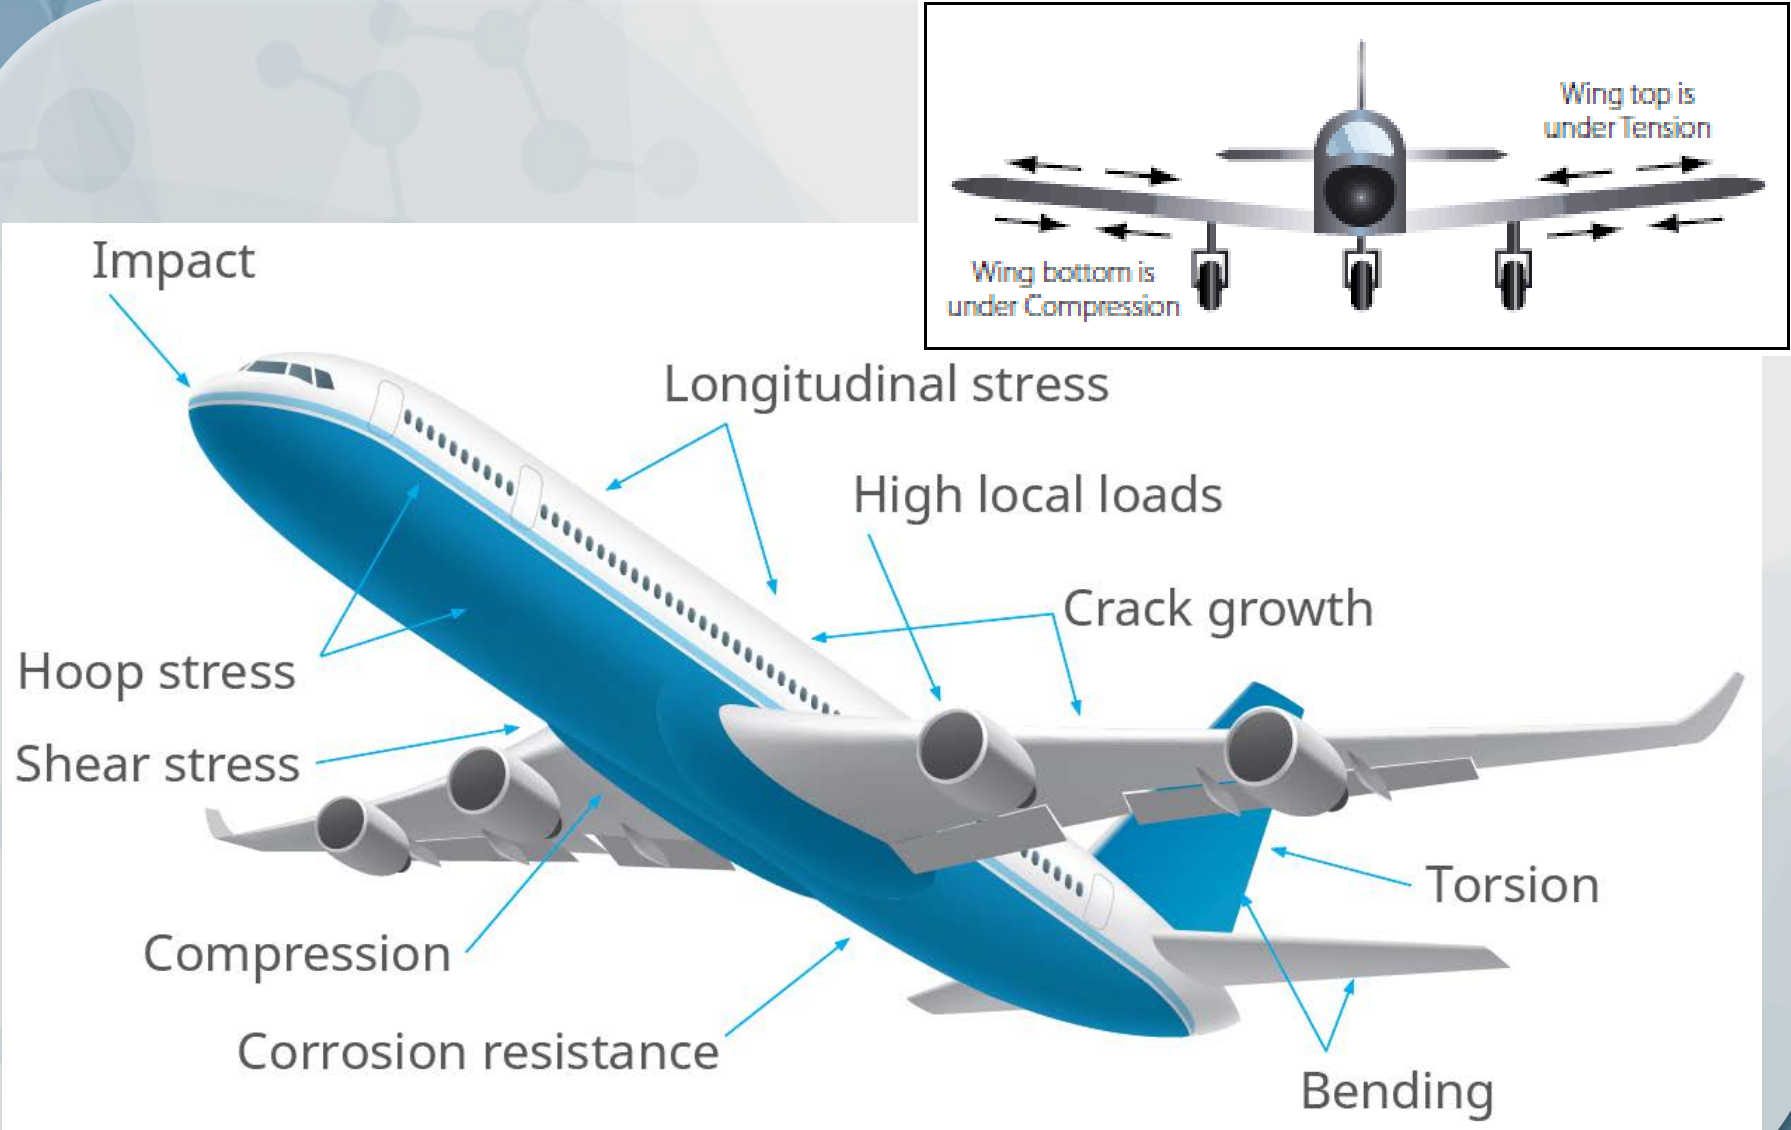 Wing top is
under Tension
Wing bottom is
under Compression
Impact
Longitudinal stress
High local loads
Crack growth
Hoop stress
Shear stress
Torsion
Compression
Corrosion resistance
Bending